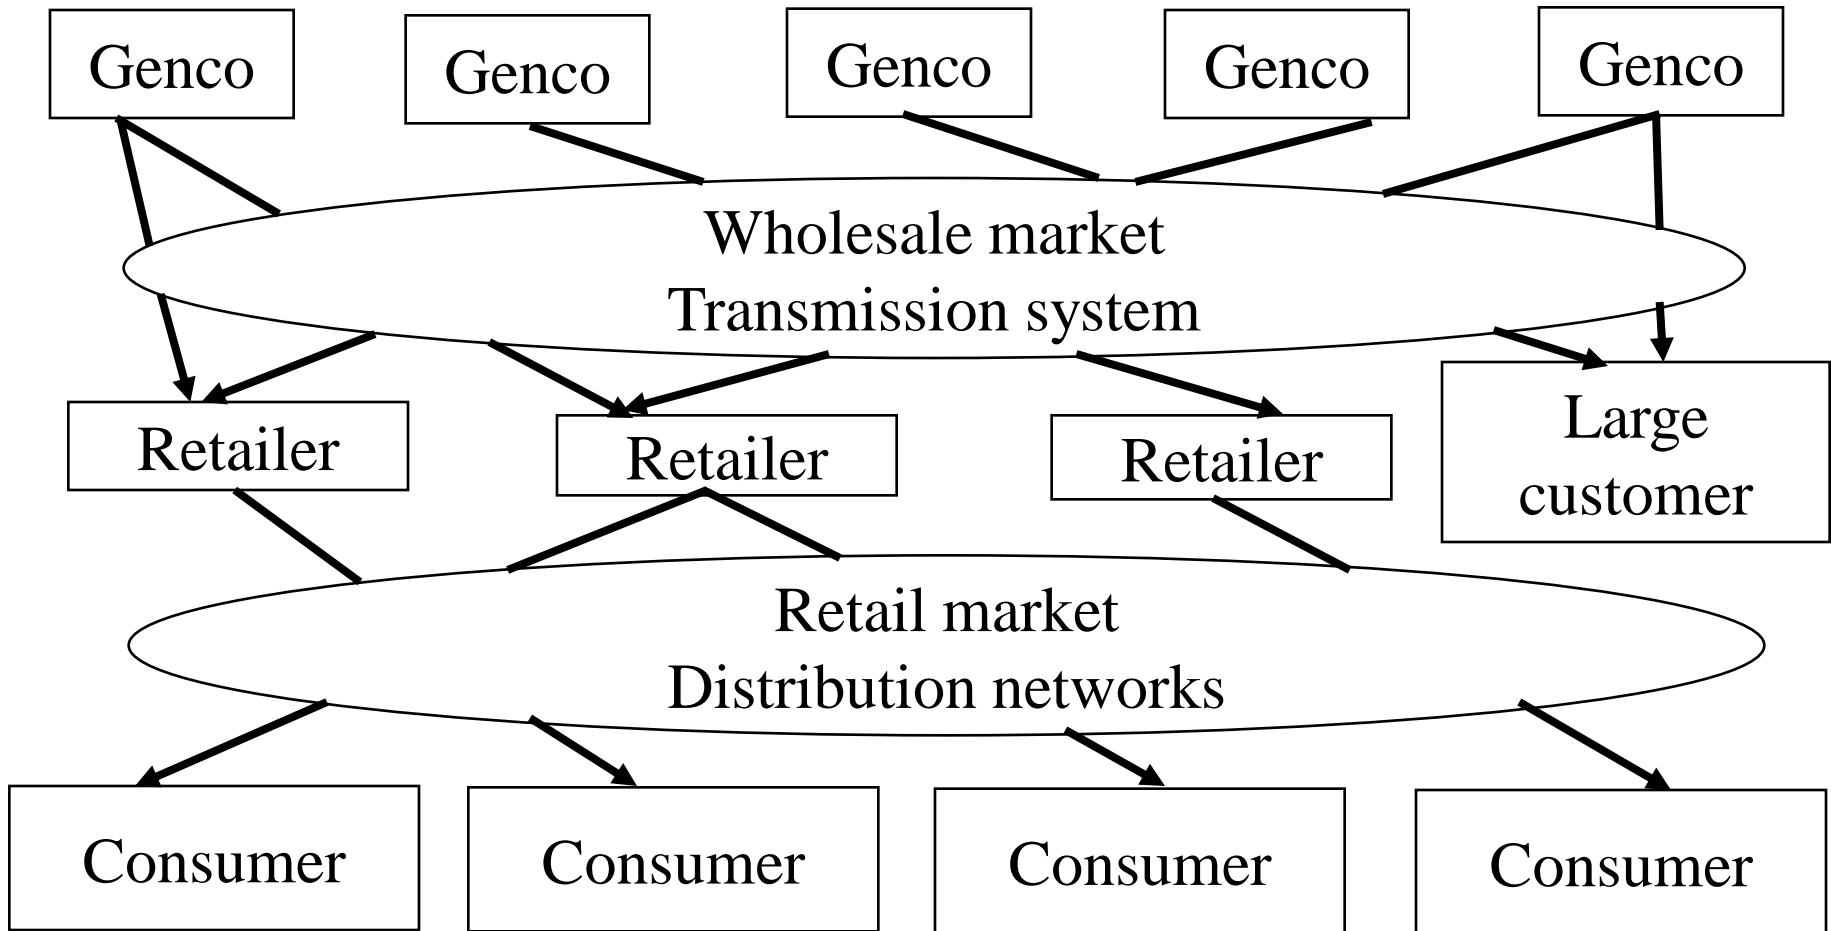 Genco
Genco
Genco
Genco
Genco
Wholesale market
Transmission system
Retailer
Retailer
Retailer
Large
customer
Retail market
Distribution networks
Consumer
Consumer
Consumer
Consumer